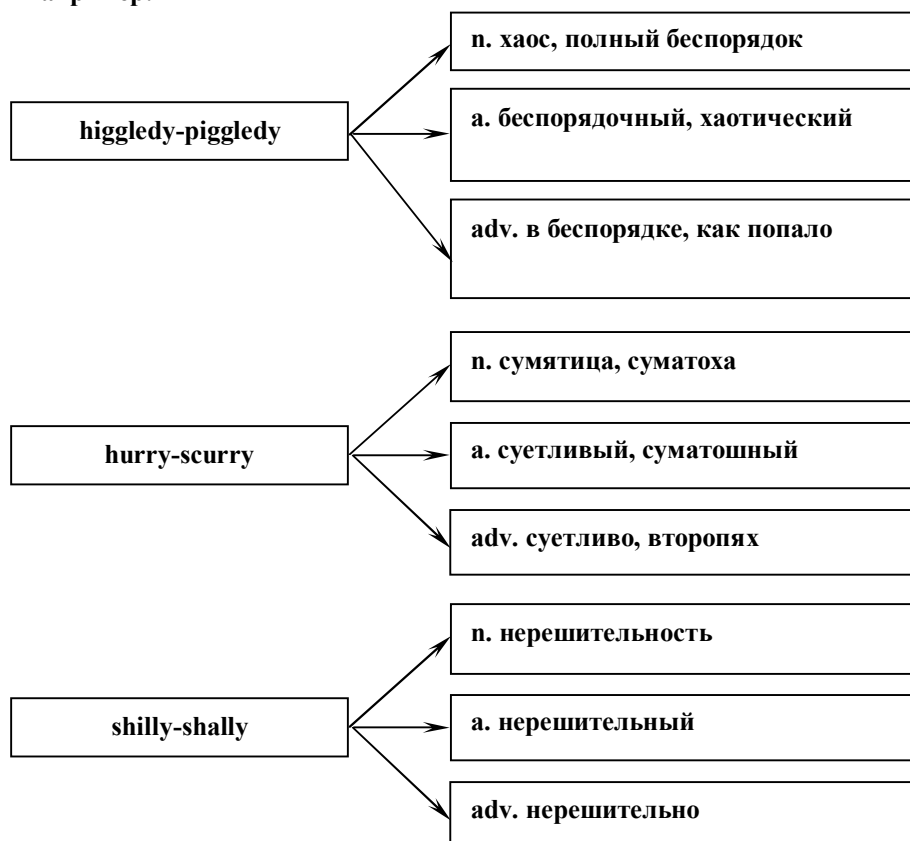 higgledy-piggledy
n. хаос, полный беспорядок
a. беспорядочный, хаотический
adv. в беспорядке, как попало
hurry-scurry
n. сумятица, суматоха
a. суетливый, суматошный
adv. суетливо, второпях
shilly-shally
n. нерешительность
a. нерешительный
adv. нерешительно